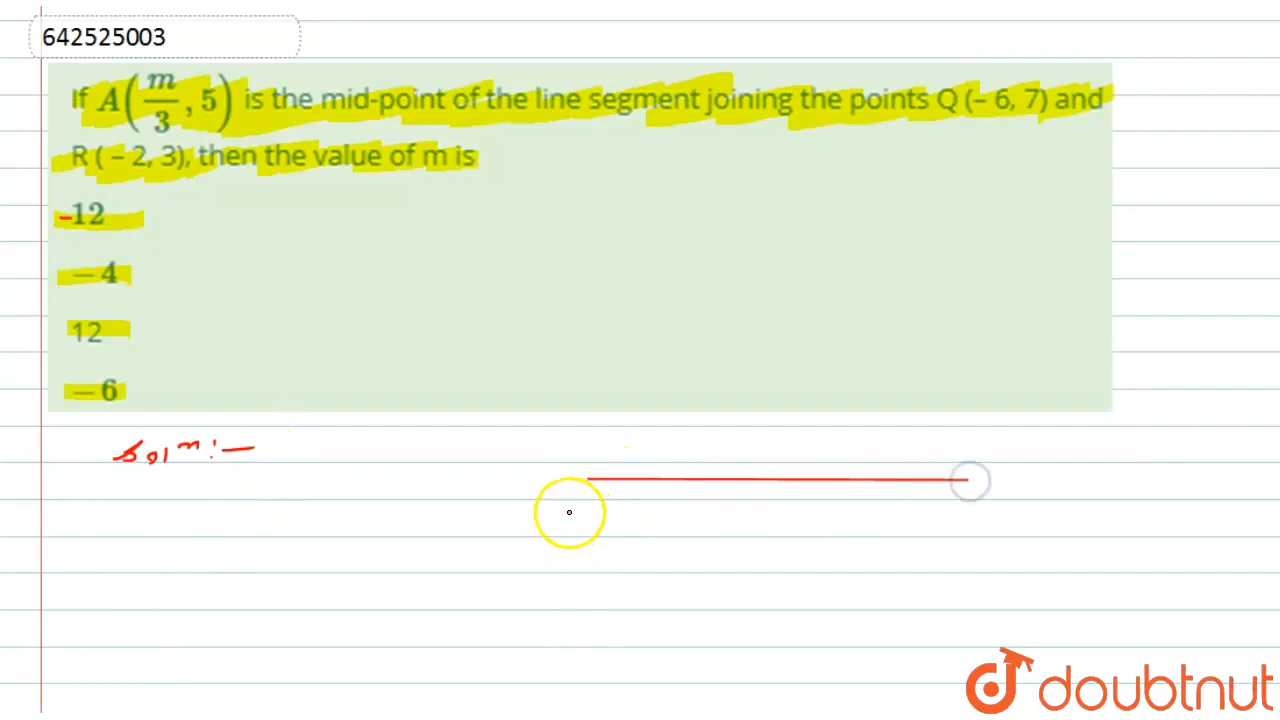 642525003
If A(m/3, 5) is the mid-point of the line segment joining the points Q (– 6, 7) and
R ( – 2, 3), then the value of m is
-12
− 4
12
− 6
Solⁿ:-
doubtnut